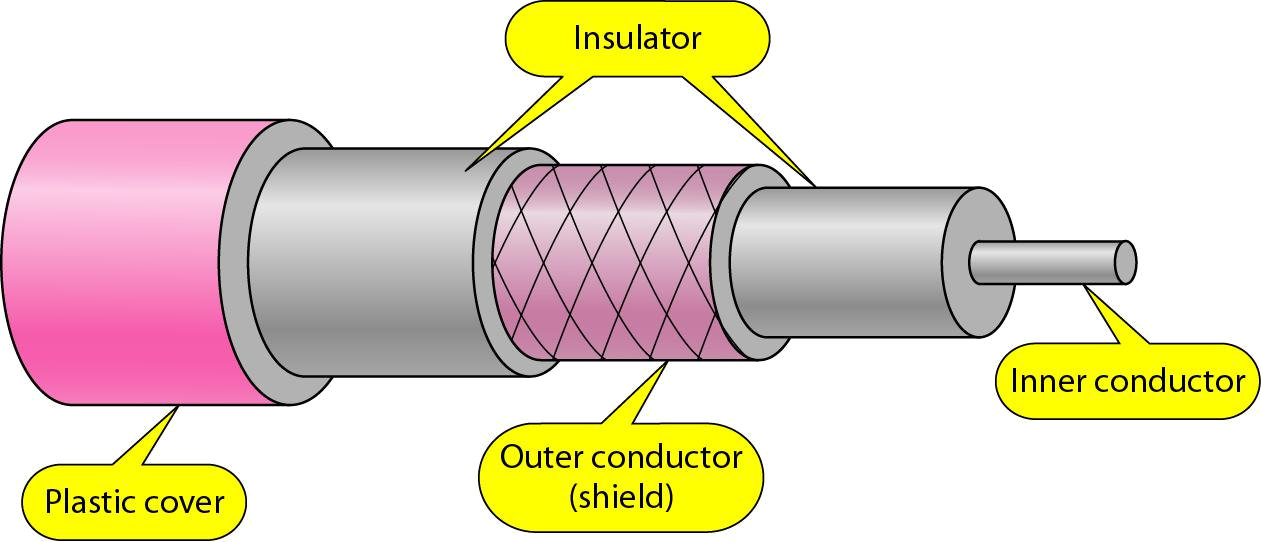 Insulator
Inner conductor
Outer conductor
(shield)
Plastic cover